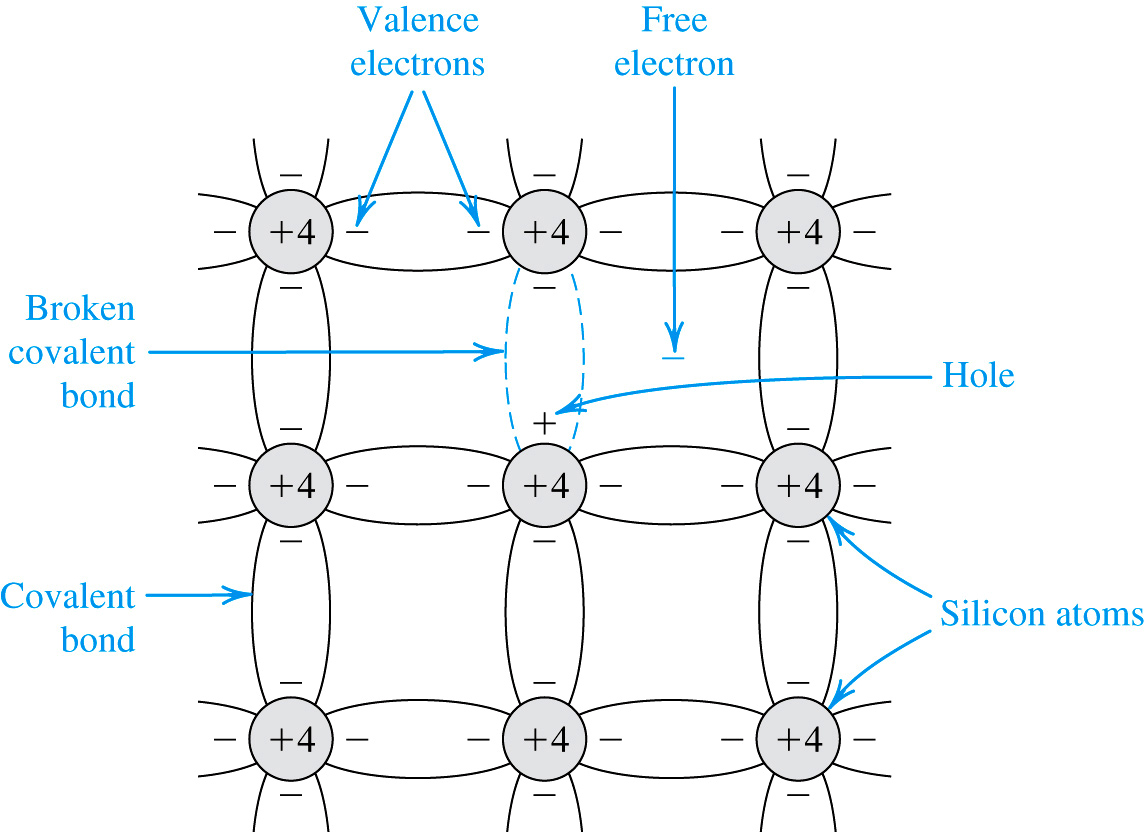 Valence
electrons
Free
electron
− − −
− +4 − − +4 − − +4 −
− − −
Broken
covalent
bond
−
Hole
− + −
− +4 − − +4 − − +4 −
− − −
Covalent
bond
Silicon atoms
− − −
− +4 − − +4 − − +4 −
− − −